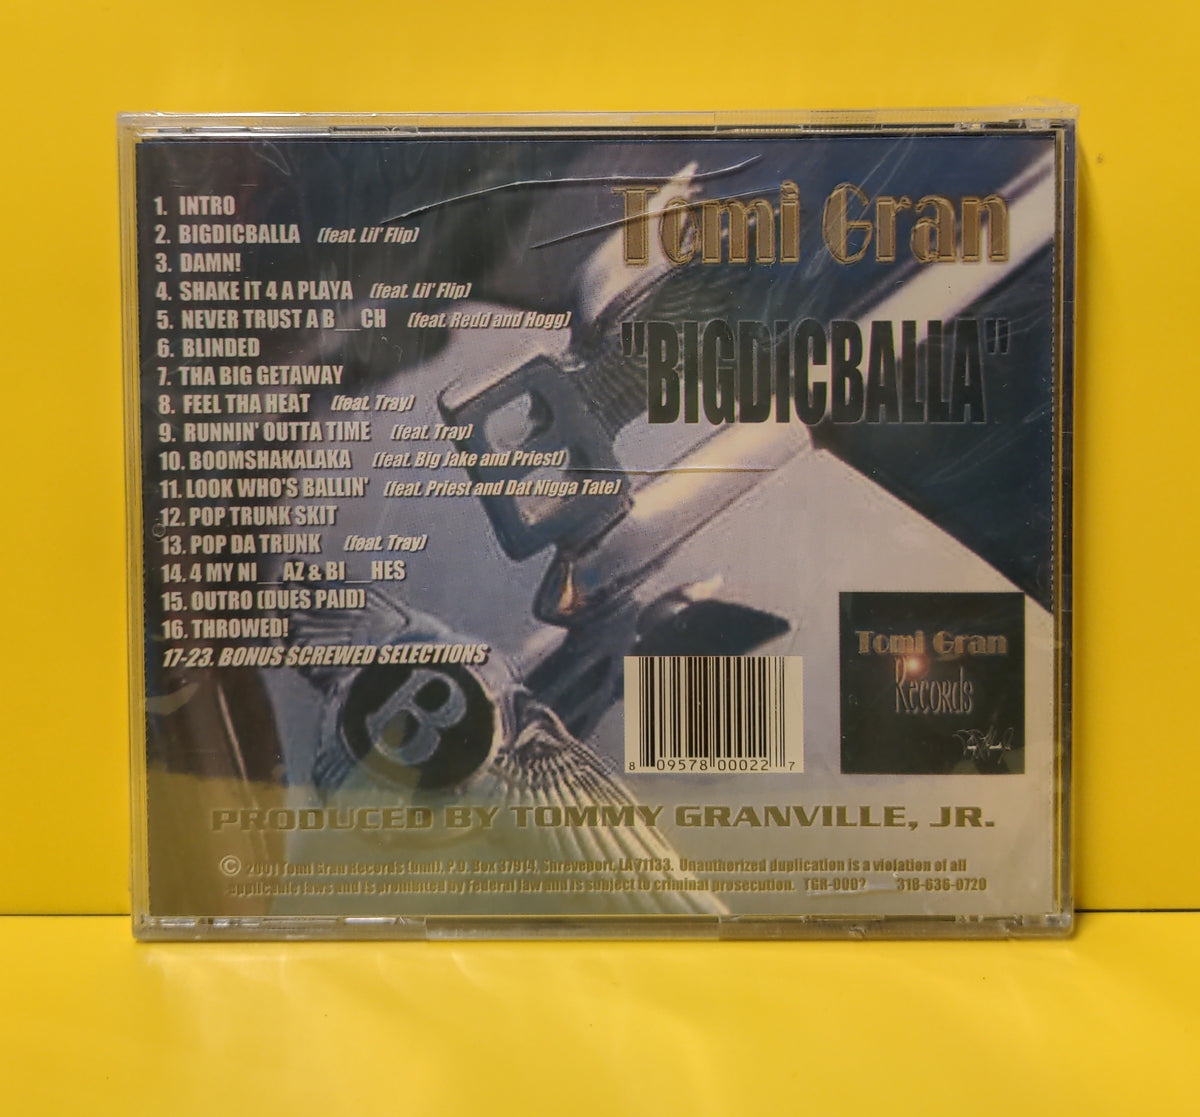 1. INTRO
2. BIGDICBALLA (feat. Lil' Flip)
3. DAMN!
4. SHAKE IT 4 A PLAYA (feat. Lil' Flip)
5. NEVER TRUST A B__CH (feat. Redd and Hogg)
6. BLINDED
7. THA BIG GETAWAY
8. FEEL THA HEAT (feat. Tray)
9. RUNNIN' OUTTA TIME (feat. Tray)
10. BOOMSHAKALAKA (feat. Big Jake and Priest)
11. LOOK WHO'S BALLIN' (feat. Priest and Dat Nigga Tate)
12. POP TRUNK SKIT
13. POP DA TRUNK (feat. Tray)
14. 4 MY NI__AZ & BI__HES
15. OUTRO (DUES PAID)
16. THROWED!
17-23. BONUS SCREWED SELECTIONS
Tomi Gran
"BIGDICBALLA"
B
B
Tomi Gran
Records
8 09578 00022 7
PRODUCED BY TOMMY GRANVILLE, JR.
© 2001 Tomi Gran Records (bmi), P.O. Box 37914, Shreveport, LA 71133. Unauthorized duplication is a violation of all
applicable laws and is prohibited by Federal law and is subject to criminal prosecution. TGR-0002 318-636-0720